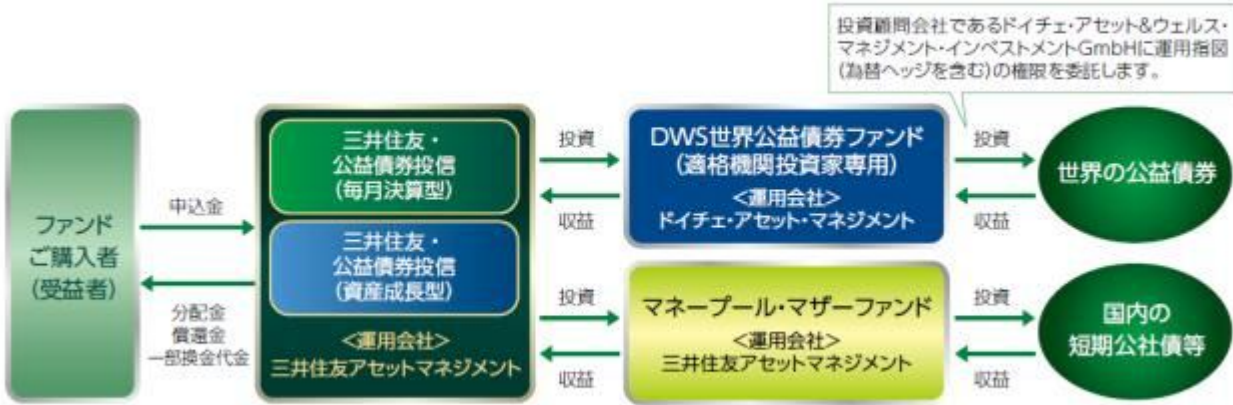 投資顧問会社であるドイチェ・アセット&ウェルス・
マネジメント・インベストメントGmbHに運用指図
(為替ヘッジを含む)の権限を委託します。
ファンド
ご購入者
(受益者)
申込金
分配金
償還金
一部換金代金
三井住友・
公益債券投信
(毎月決算型)
三井住友・
公益債券投信
(資産成長型)
<運用会社>
三井住友アセットマネジメント
投資
収益
投資
収益
DWS世界公益債券ファンド
(適格機関投資家専用)
<運用会社>
ドイチェ・アセット・マネジメント
マネープール・マザーファンド
<運用会社>
三井住友アセットマネジメント
投資
収益
投資
収益
世界の公益債券
国内の
短期公社債等